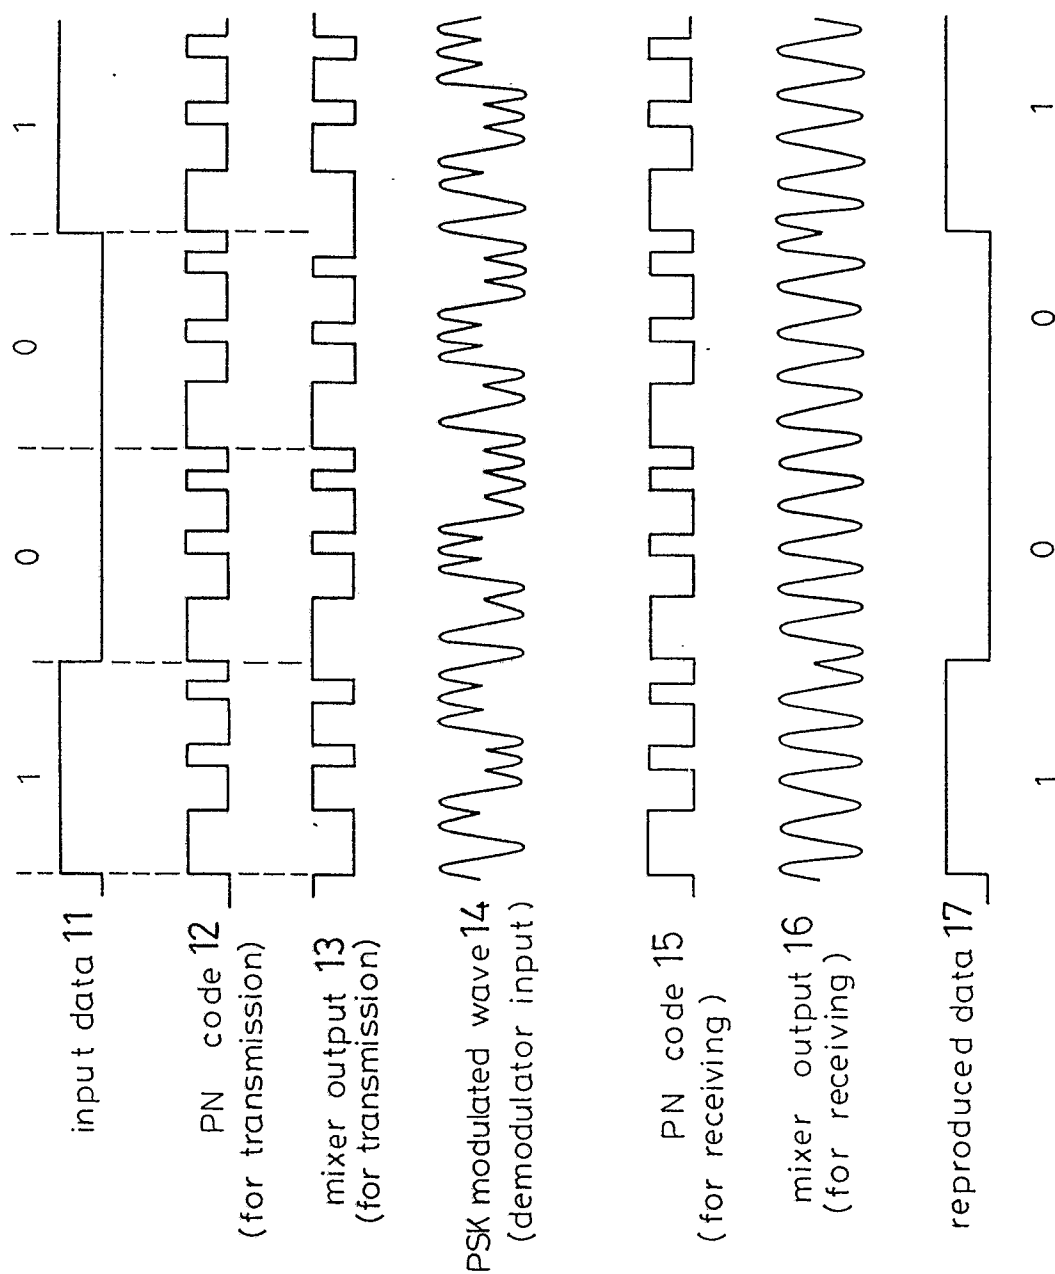 1 0 0 1
input data 11
PN code 12
(for transmission)
mixer output 13
(for transmission)
PSK modulated wave 14
(demodulator input)
PN code 15
(for receiving)
mixer output 16
(for receiving)
reproduced data 17
1 0 0 1